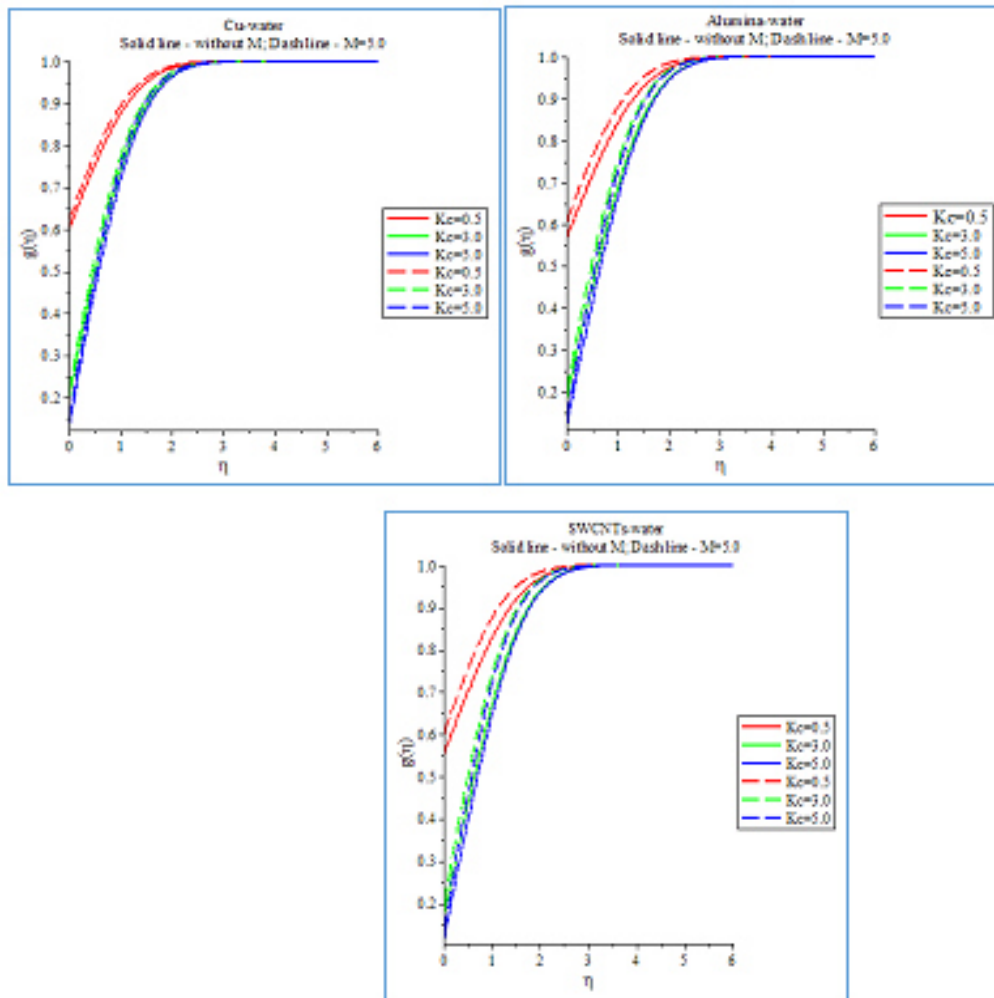 Cu-water
Solid line - without M; Dash line - M=5.0
1.0
0.9
0.8
0.7
0.6
0.5
0.4
0.3
0.2
g(η)
0 1 2 3 4 5 6
η
Kc=0.5
Kc=3.0
Kc=5.0
Kc=0.5
Kc=3.0
Kc=5.0
Alumina-water
Solid line - without M; Dash line - M=5.0
1.0
0.9
0.8
0.7
0.6
0.5
0.4
0.3
0.2
g(η)
0 1 2 3 4 5 6
η
Kc=0.5
Kc=3.0
Kc=5.0
Kc=0.5
Kc=3.0
Kc=5.0
SWCNTs-water
Solid line - without M; Dash line - M=5.0
1.0
0.9
0.8
0.7
0.6
0.5
0.4
0.3
0.2
g(η)
0 1 2 3 4 5 6
η
Kc=0.5
Kc=3.0
Kc=5.0
Kc=0.5
Kc=3.0
Kc=5.0